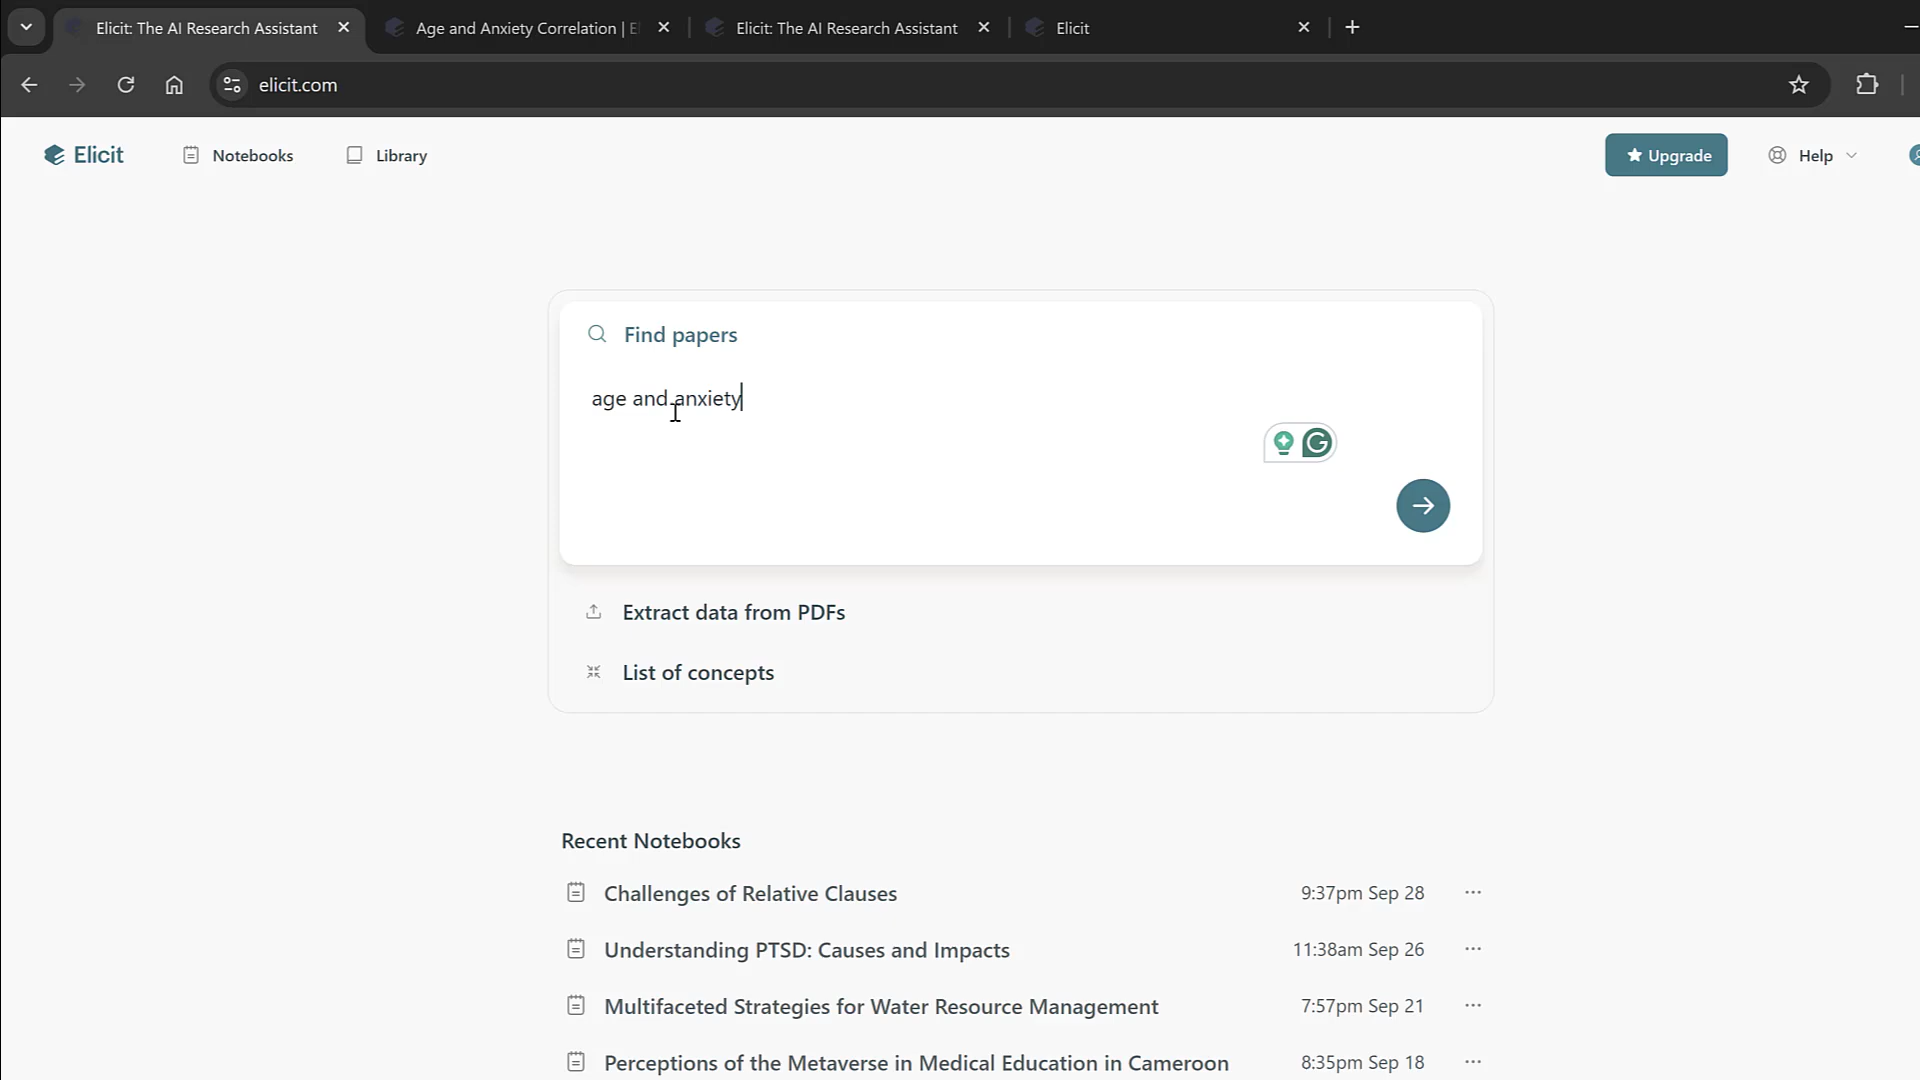 Elicit: The AI Research Assistant
Age and Anxiety Correlation | El
Elicit: The AI Research Assistant
Elicit
elicit.com
Elicit
Notebooks
Library
Upgrade
Help
Find papers
age and anxiety
Extract data from PDFs
List of concepts
Recent Notebooks
Challenges of Relative Clauses 9:37pm Sep 28
Understanding PTSD: Causes and Impacts 11:38am Sep 26
Multifaceted Strategies for Water Resource Management 7:57pm Sep 21
Perceptions of the Metaverse in Medical Education in Cameroon 8:35pm Sep 18